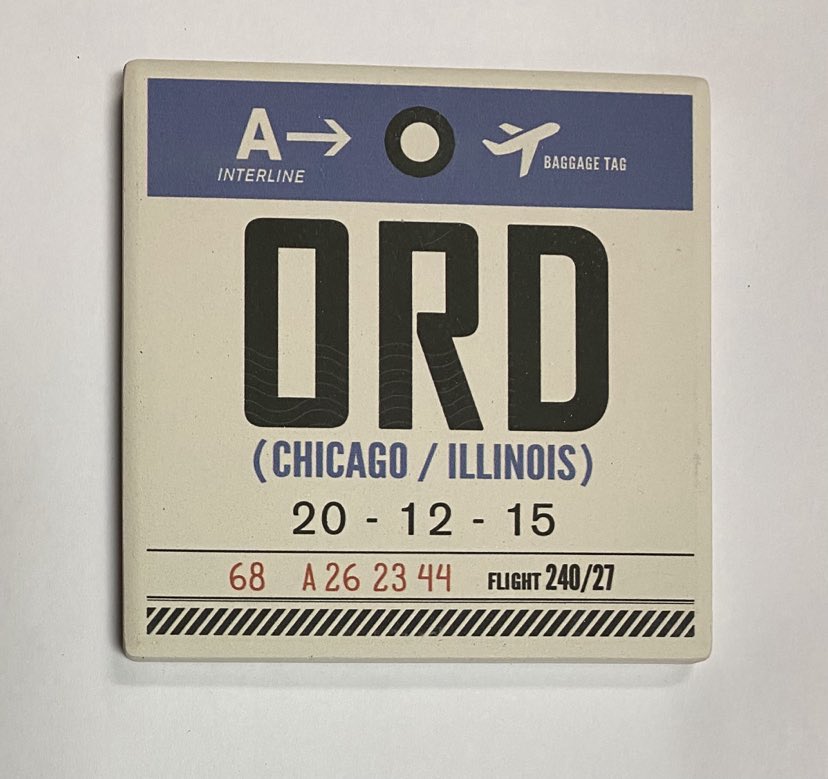 A→ BAGGAGE TAG
INTERLINE
ORD
(CHICAGO / ILLINOIS)
20 - 12 - 15
68 A 26 23 44 FLIGHT 240/27